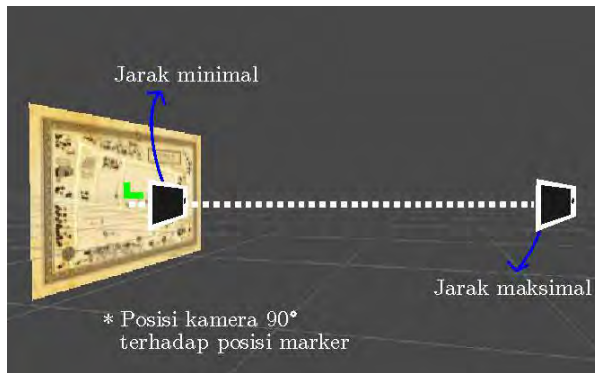 Jarak minimal
Jarak maksimal
* Posisi kamera 90°
terhadap posisi marker